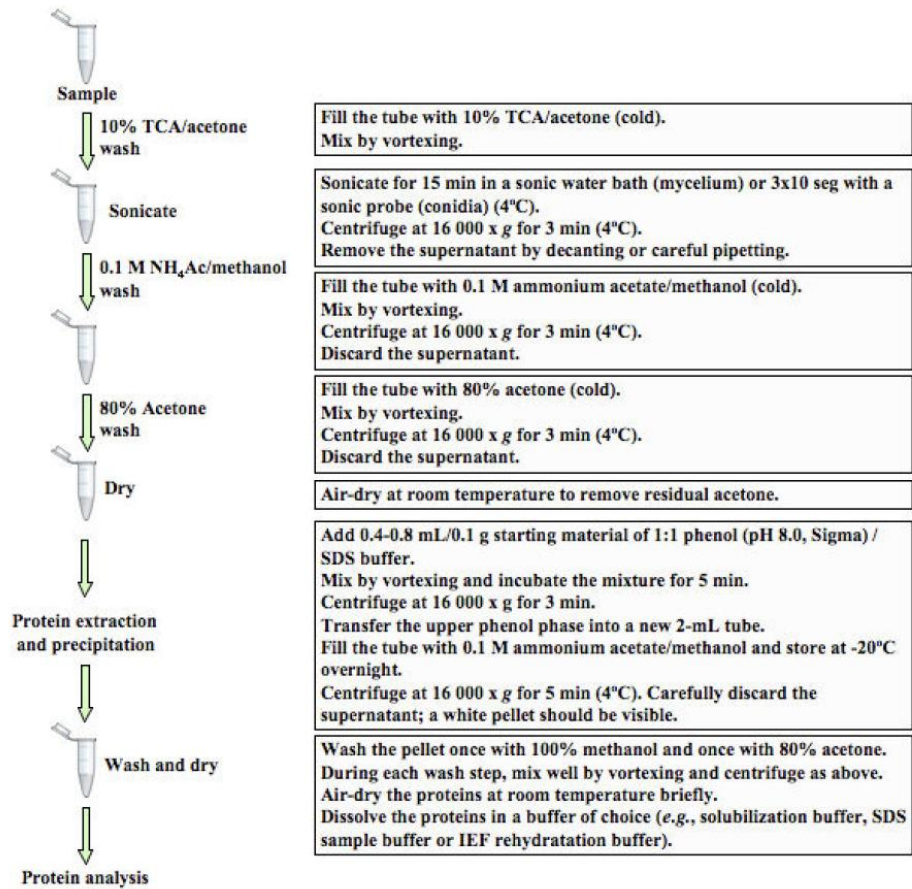 Sample
10% TCA/acetone
wash
Fill the tube with 10% TCA/acetone (cold).
Mix by vortexing.
Sonicate
Sonicate for 15 min in a sonic water bath (mycelium) or 3x10 seg with a
sonic probe (conidia) (4ºC).
Centrifuge at 16 000 x g for 3 min (4ºC).
Remove the supernatant by decanting or careful pipetting.
0.1 M NH4Ac/methanol
wash
Fill the tube with 0.1 M ammonium acetate/methanol (cold).
Mix by vortexing.
Centrifuge at 16 000 x g for 3 min (4ºC).
Discard the supernatant.
80% Acetone
wash
Fill the tube with 80% acetone (cold).
Mix by vortexing.
Centrifuge at 16 000 x g for 3 min (4ºC).
Discard the supernatant.
Dry
Air-dry at room temperature to remove residual acetone.
Protein extraction
and precipitation
Add 0.4-0.8 mL/0.1 g starting material of 1:1 phenol (pH 8.0, Sigma) /
SDS buffer.
Mix by vortexing and incubate the mixture for 5 min.
Centrifuge at 16 000 x g for 3 min.
Transfer the upper phenol phase into a new 2-mL tube.
Fill the tube with 0.1 M ammonium acetate/methanol and store at -20ºC
overnight.
Centrifuge at 16 000 x g for 5 min (4ºC). Carefully discard the
supernatant; a white pellet should be visible.
Wash and dry
Wash the pellet once with 100% methanol and once with 80% acetone.
During each wash step, mix well by vortexing and centrifuge as above.
Air-dry the proteins at room temperature briefly.
Dissolve the proteins in a buffer of choice (e.g., solubilization buffer, SDS
sample buffer or IEF rehydratation buffer).
Protein analysis